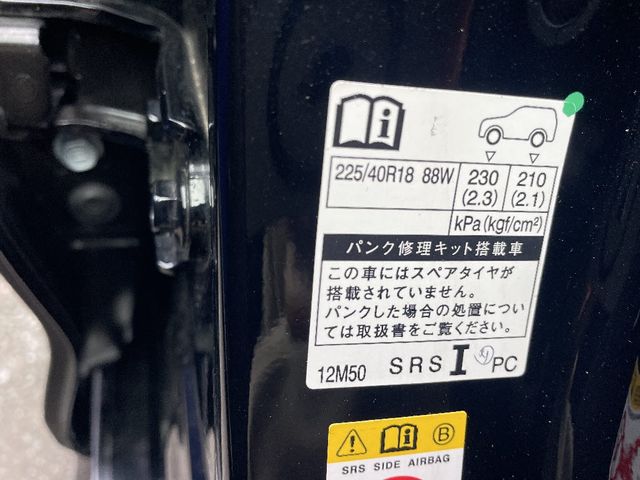 225/40R18 88W 230 210
(2.3) (2.1)
kPa(kgf/cm²)
パンク修理キット搭載車
この車にはスペアタイヤが
搭載されていません。
パンクした場合の処置につい
ては取扱書をご覧ください。
12M50 SRS I PC
B
SRS SIDE AIRBAG